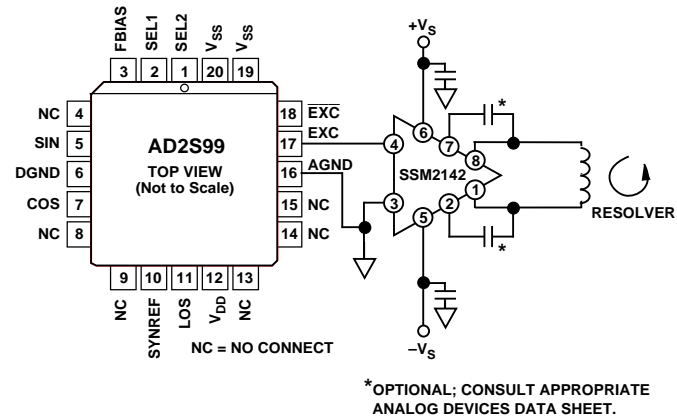 FBIAS
SEL1
SEL2
VSS
VSS
3
2
1
20
19
NC 4
SIN 5
DGND 6
COS 7
NC 8
AD2S99
TOP VIEW
(Not to Scale)
18 EXC
17 EXC
16 AGND
15 NC
14 NC
9
10
11
12
13
NC
SYNREF
LOS
VDD
NC
NC = NO CONNECT
+VS
6
7
*
8
4
SSM2142
3
1
2
5
*
–VS
RESOLVER
*OPTIONAL; CONSULT APPROPRIATE
ANALOG DEVICES DATA SHEET.